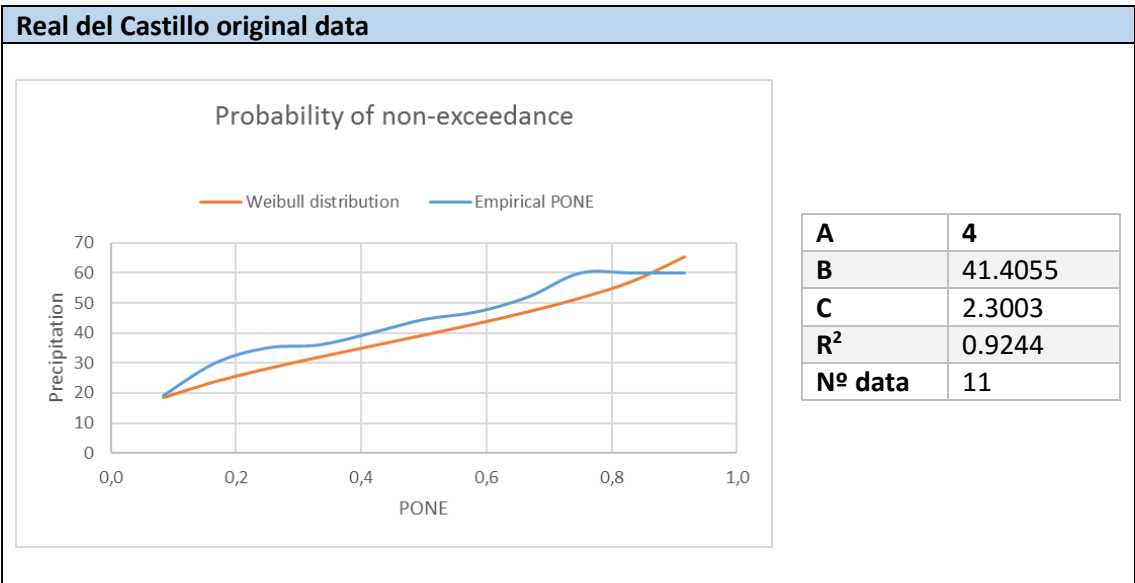 Real del Castillo original data
Probability of non-exceedance
Weibull distribution Empirical PONE
70
60
50
40
30
20
10
0
Precipitation
0,0 0,2 0,4 0,6 0,8 1,0
PONE
A 4
B 41.4055
C 2.3003
R² 0.9244
Nº data 11